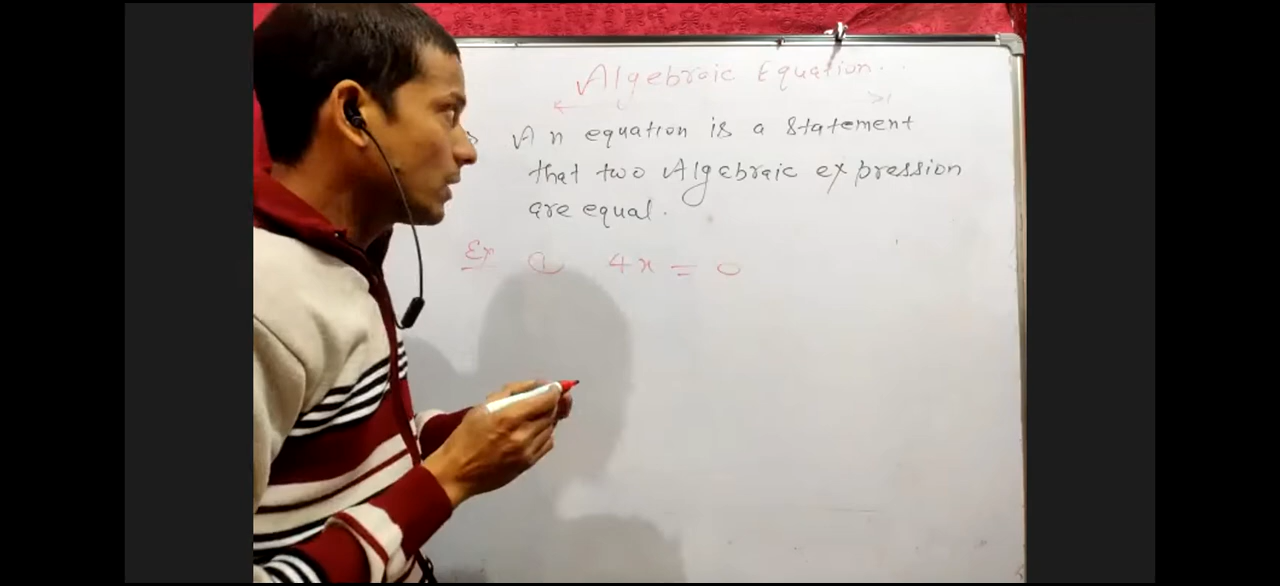 Algebraic Equation..
An equation is a statement
that two Algebraic expression
are equal.
Ex ① 4x = 0